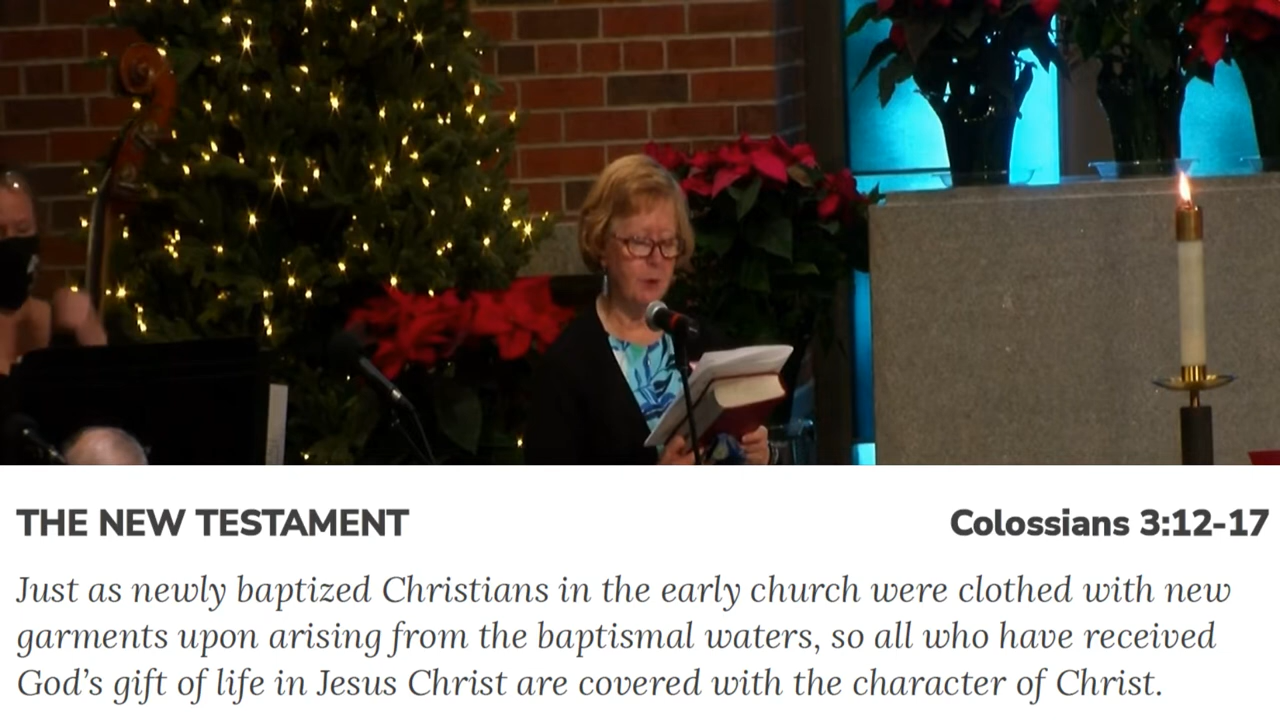 THE NEW TESTAMENT Colossians 3:12-17
Just as newly baptized Christians in the early church were clothed with new
garments upon arising from the baptismal waters, so all who have received
God’s gift of life in Jesus Christ are covered with the character of Christ.